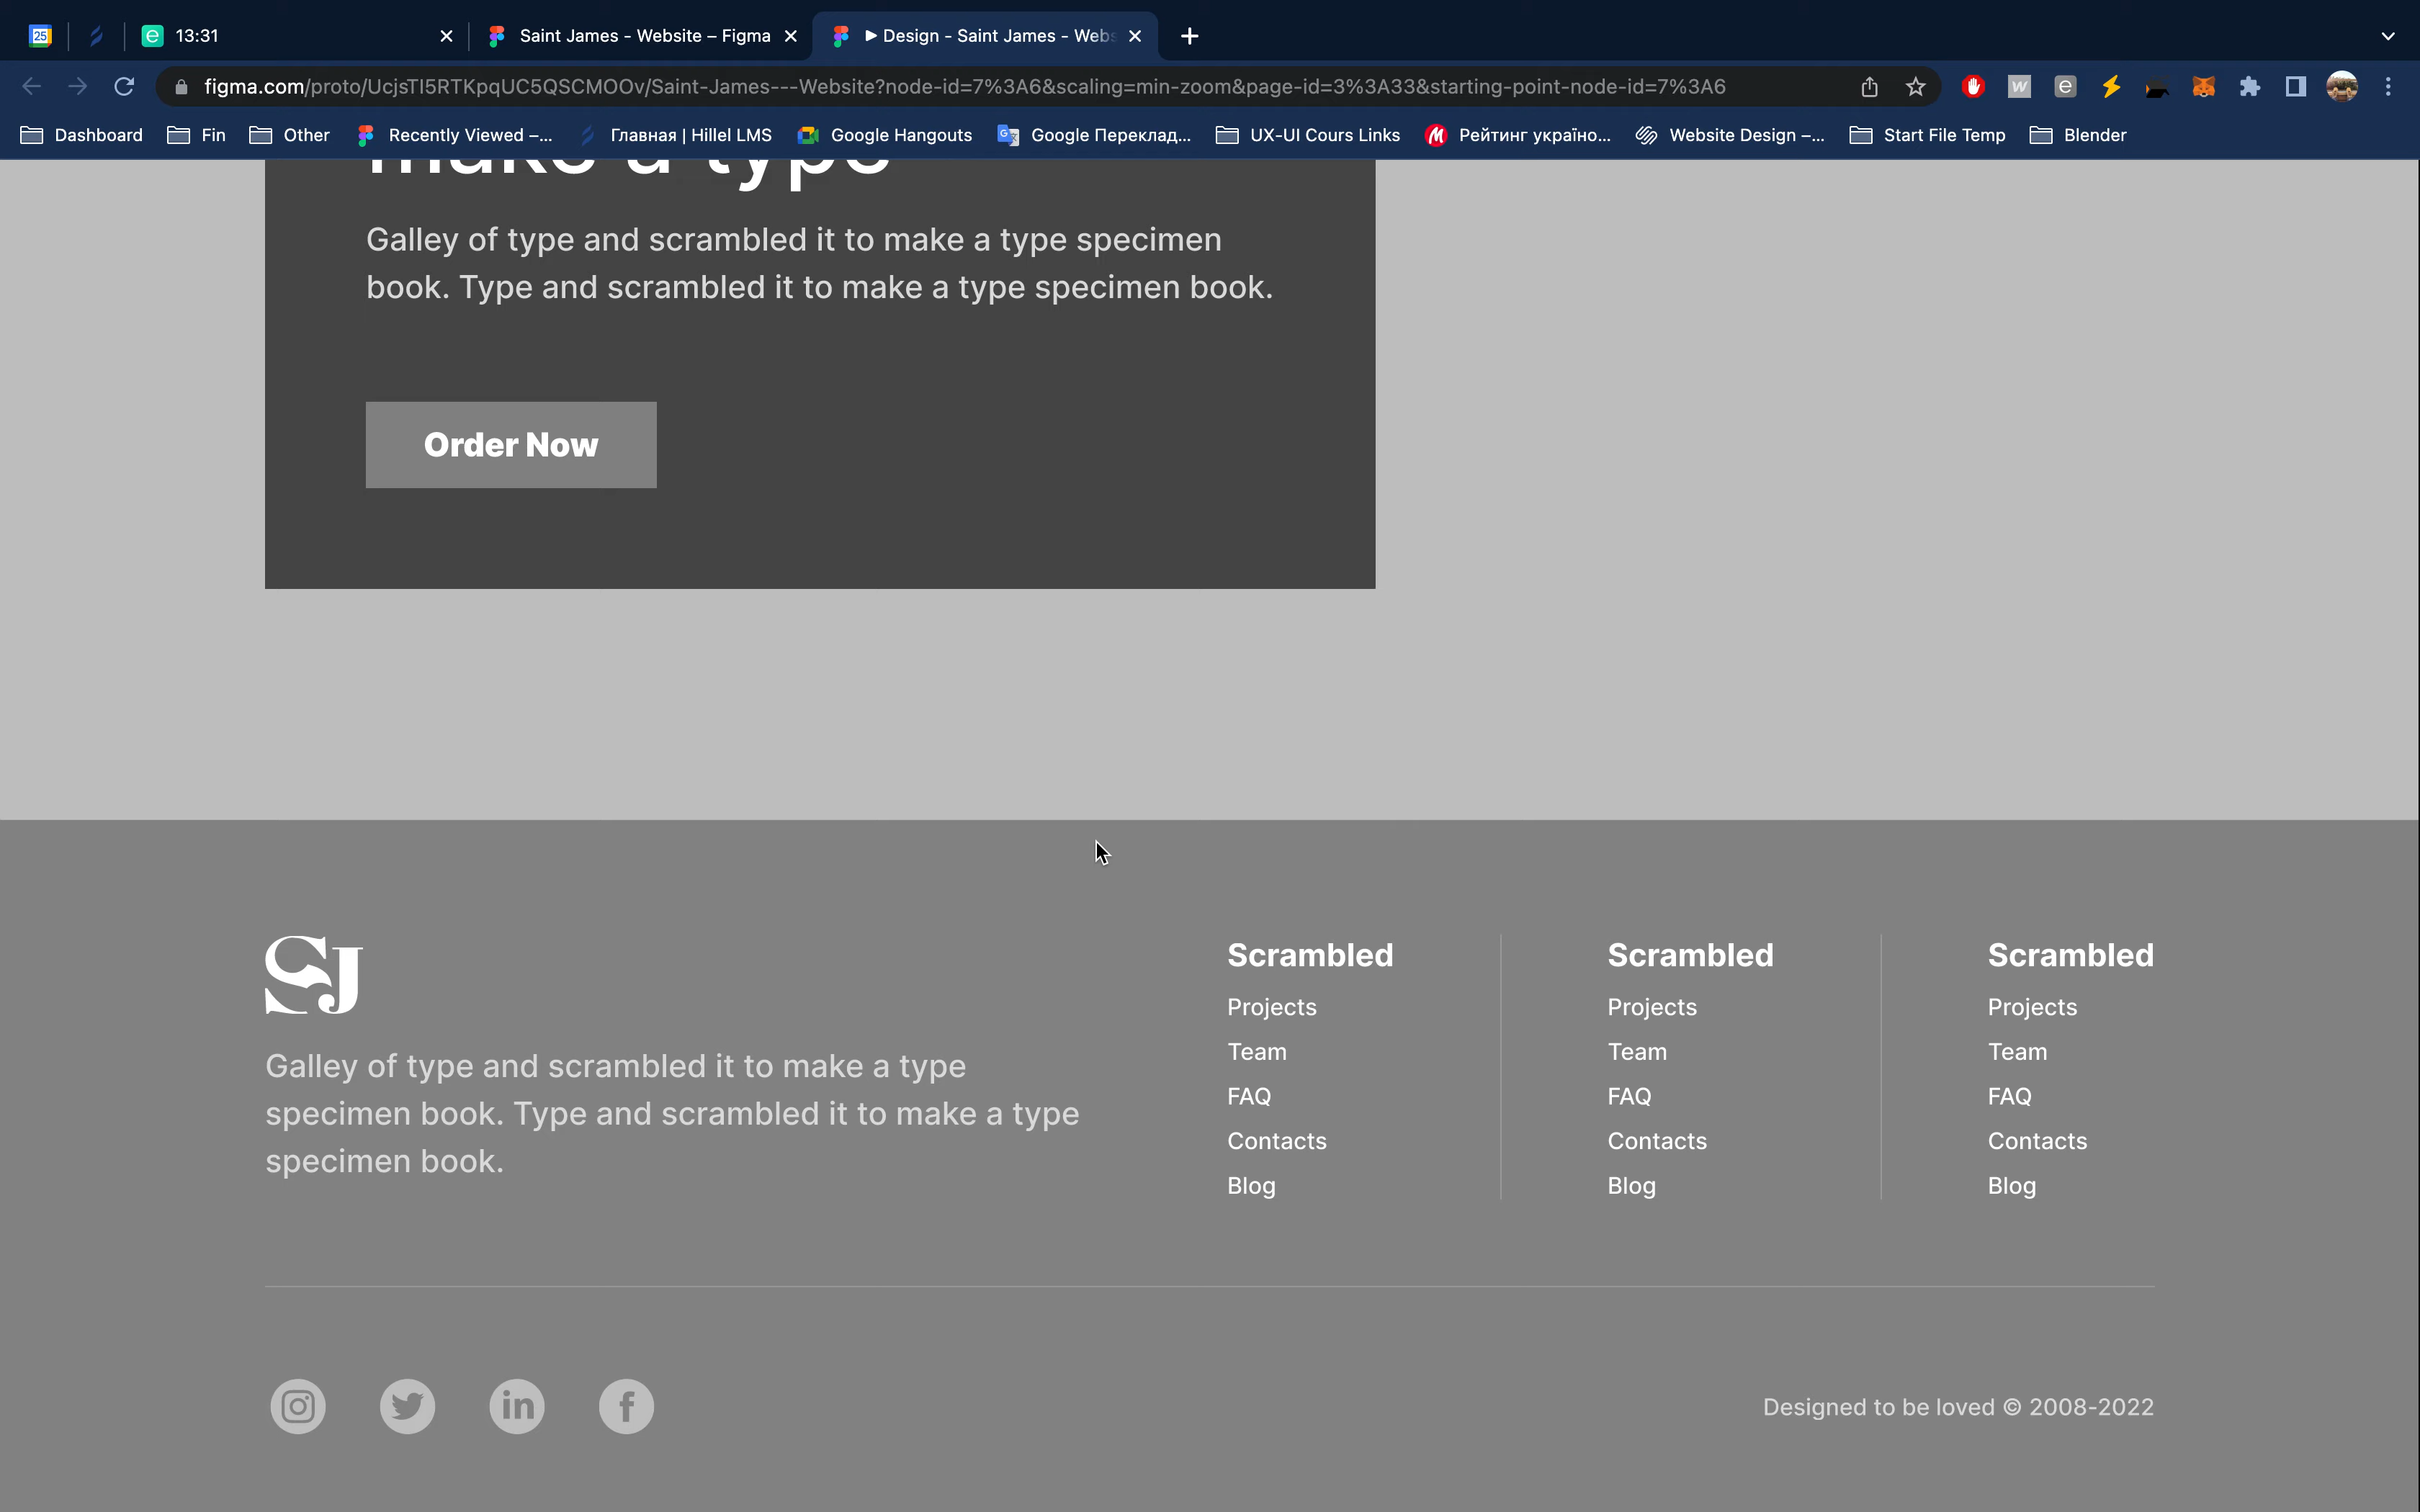 25
13:31
Saint James - Website – Figma
Design - Saint James - Webs
figma.com/proto/UcjsTI5RTKpqUC5QSCMOOv/Saint-James---Website?node-id=7%3A6&scaling=min-zoom&page-id=3%3A33&starting-point-node-id=7%3A6
Dashboard
Fin
Other
Recently Viewed –...
Главная | Hillel LMS
Google Hangouts
Google Переклад...
UX-UI Cours Links
Рейтинг україно...
Website Design –...
Start File Temp
Blender
make a type
Galley of type and scrambled it to make a type specimen
book. Type and scrambled it to make a type specimen book.
Order Now
SJ
Galley of type and scrambled it to make a type
specimen book. Type and scrambled it to make a type
specimen book.
Scrambled
Projects
Team
FAQ
Contacts
Blog
Scrambled
Projects
Team
FAQ
Contacts
Blog
Scrambled
Projects
Team
FAQ
Contacts
Blog
Designed to be loved © 2008-2022